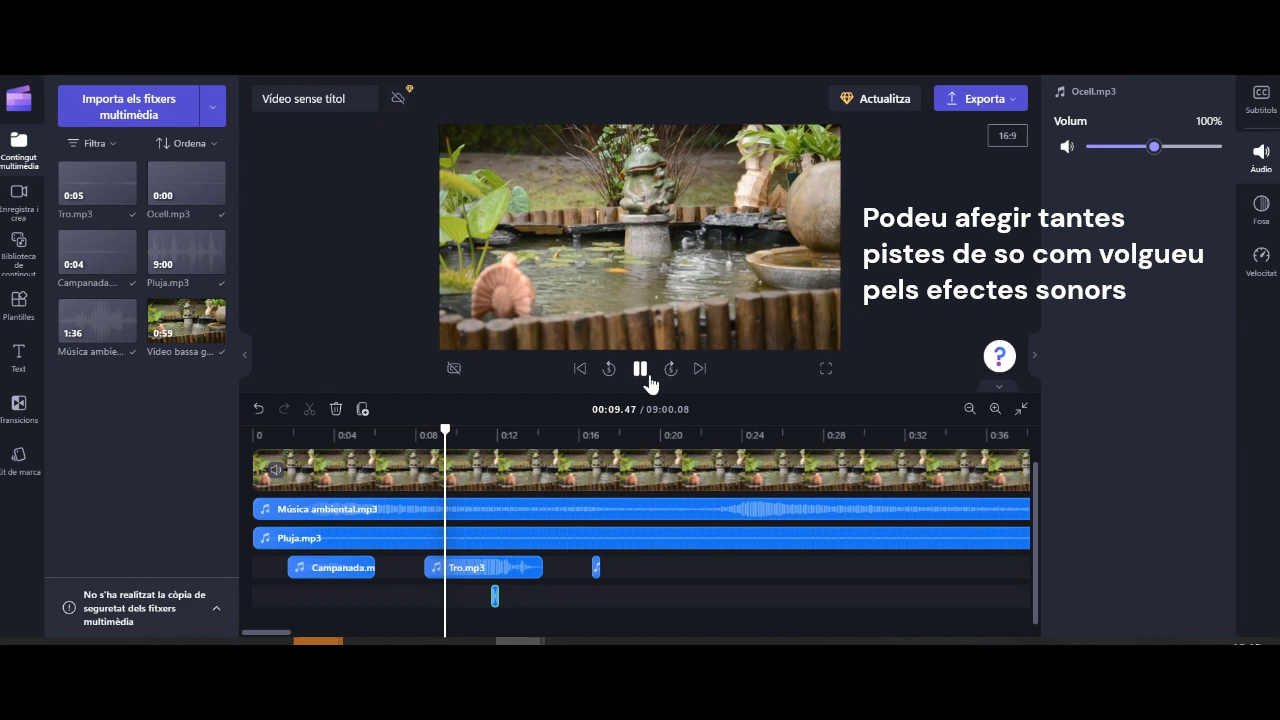 Importa els fitxers
multimèdia
Vídeo sense títol
Actualitza
Exporta
Ocell.mp3
Volum
100%
Subtítols
Contingut
multimèdia
Filtra
Ordena
16:9
Àudio
0:05
0:00
Tro.mp3
Ocell.mp3
Enregistra i
crea
Fosa
Podeu afegir tantes
pistes de so com volgueu
pels efectes sonors
Biblioteca
de
contingut
0:04
9:00
Campanada....
Pluja.mp3
Velocitat
Plantilles
1:36
0:59
Música ambie...
Vídeo bassa g...
Text
?
5
5
Transicions
00:09.47 / 09:00.08
0
0:04
0:08
0:12
0:16
0:20
0:24
0:28
0:32
0:36
Kit de marca
Música ambiental.mp3
Pluja.mp3
Campanada.m
Tro.mp3
No s'ha realitzat la còpia de
seguretat dels fitxers
multimèdia